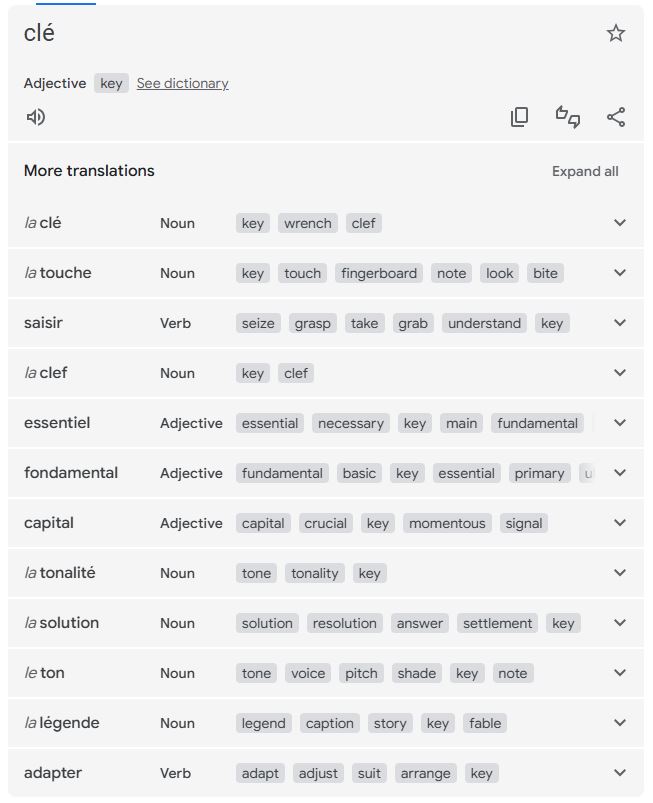 clé
Adjective key See dictionary
More translations Expand all
la clé Noun key wrench clef
la touche Noun key touch fingerboard note look bite
saisir Verb seize grasp take grab understand key
la clef Noun key clef
essentiel Adjective essential necessary key main fundamental
fondamental Adjective fundamental basic key essential primary
capital Adjective capital crucial key momentous signal
la tonalité Noun tone tonality key
la solution Noun solution resolution answer settlement key
le ton Noun tone voice pitch shade key note
la légende Noun legend caption story key fable
adapter Verb adapt adjust suit arrange key